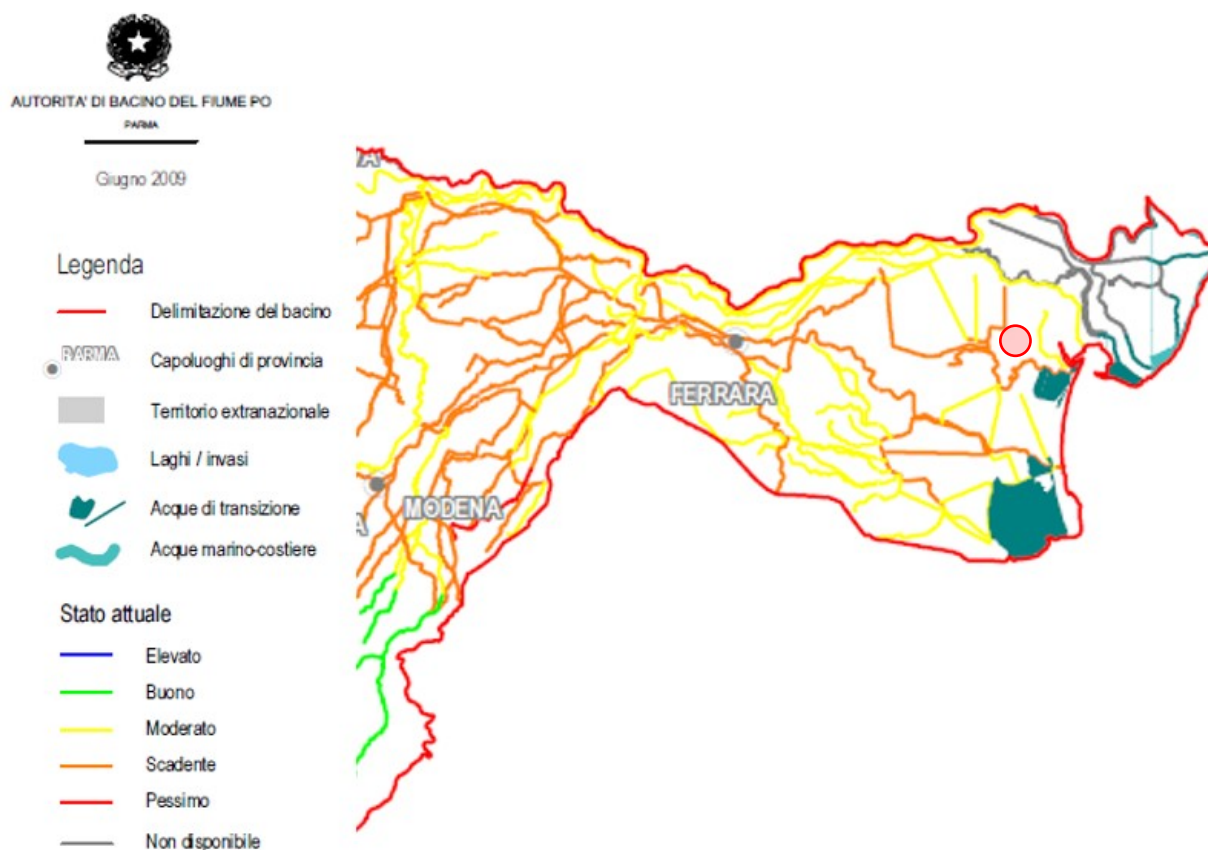 AUTORITA' DI BACINO DEL FIUME PO
PARMA
Giugno 2009
Legenda
Delimitazione del bacino
PARMA
Capoluoghi di provincia
Territorio extranazionale
Laghi / invasi
Acque di transizione
Acque marino-costiere
Stato attuale
Elevato
Buono
Moderato
Scadente
Pessimo
Non disponibile
FERRARA
MODENA